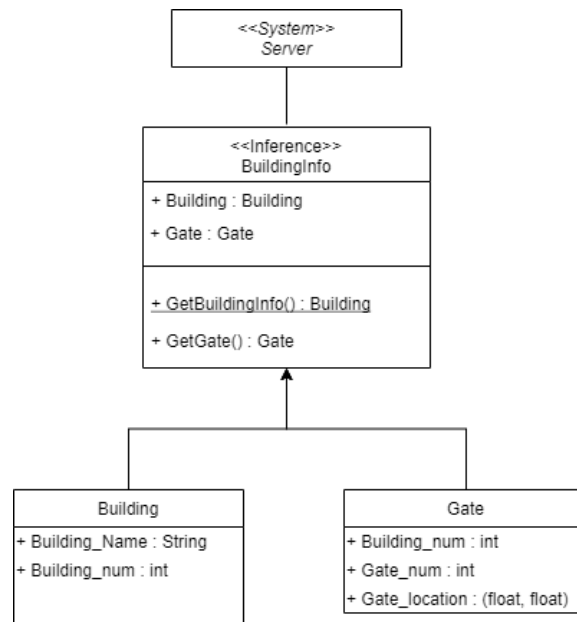 <<System>>
Server
<<Inference>>
BuildingInfo
+ Building : Building
+ Gate : Gate
+ GetBuildingInfo() : Building
+ GetGate() : Gate
Building
+ Building_Name : String
+ Building_num : int
Gate
+ Building_num : int
+ Gate_num : int
+ Gate_location : (float, float)